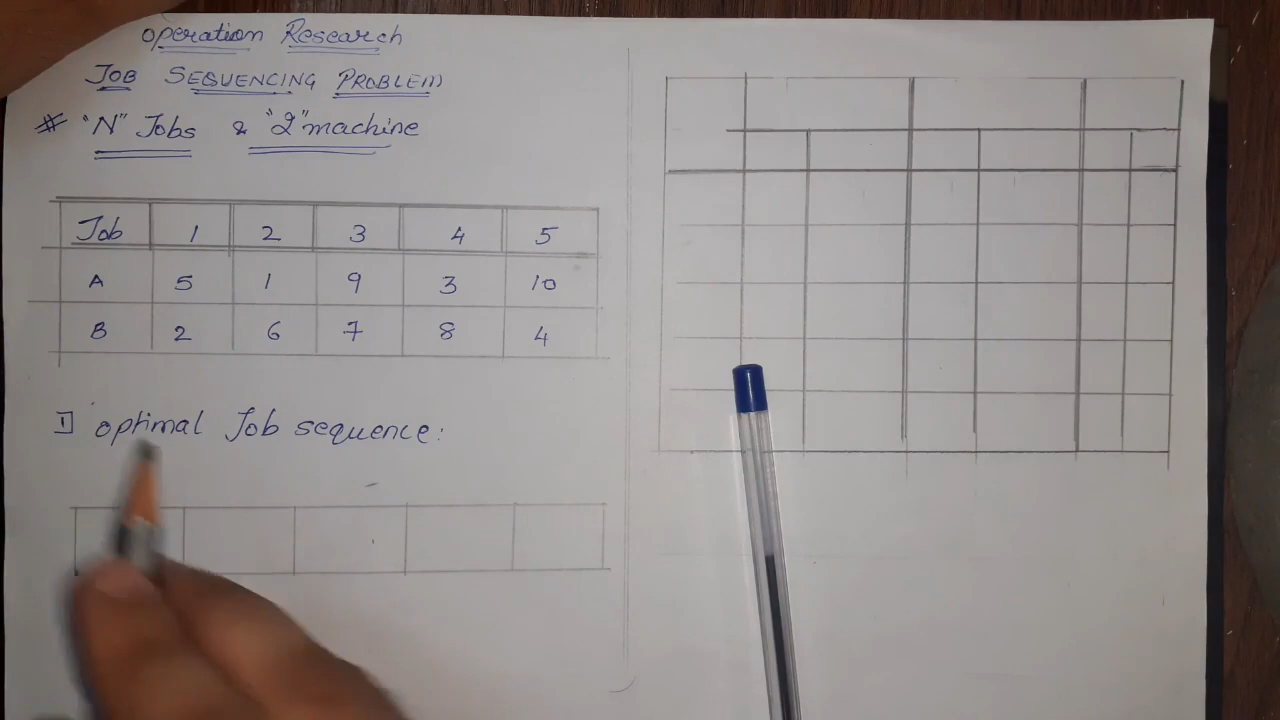 Operation Research
JOB SEQUENCING PROBLEM
# "N" Jobs & "2" machine
Job 1 2 3 4 5
A 5 1 9 3 10
B 2 6 7 8 4
1] optimal Job sequence: